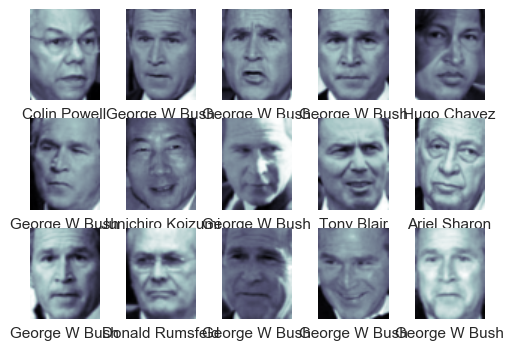 Colin Powell George W Bush George W Bush George W Bush Hugo Chavez
George W Bush Junichiro Koizumi George W Bush Tony Blair Ariel Sharon
George W Bush Donald Rumsfeld George W Bush George W Bush George W Bush